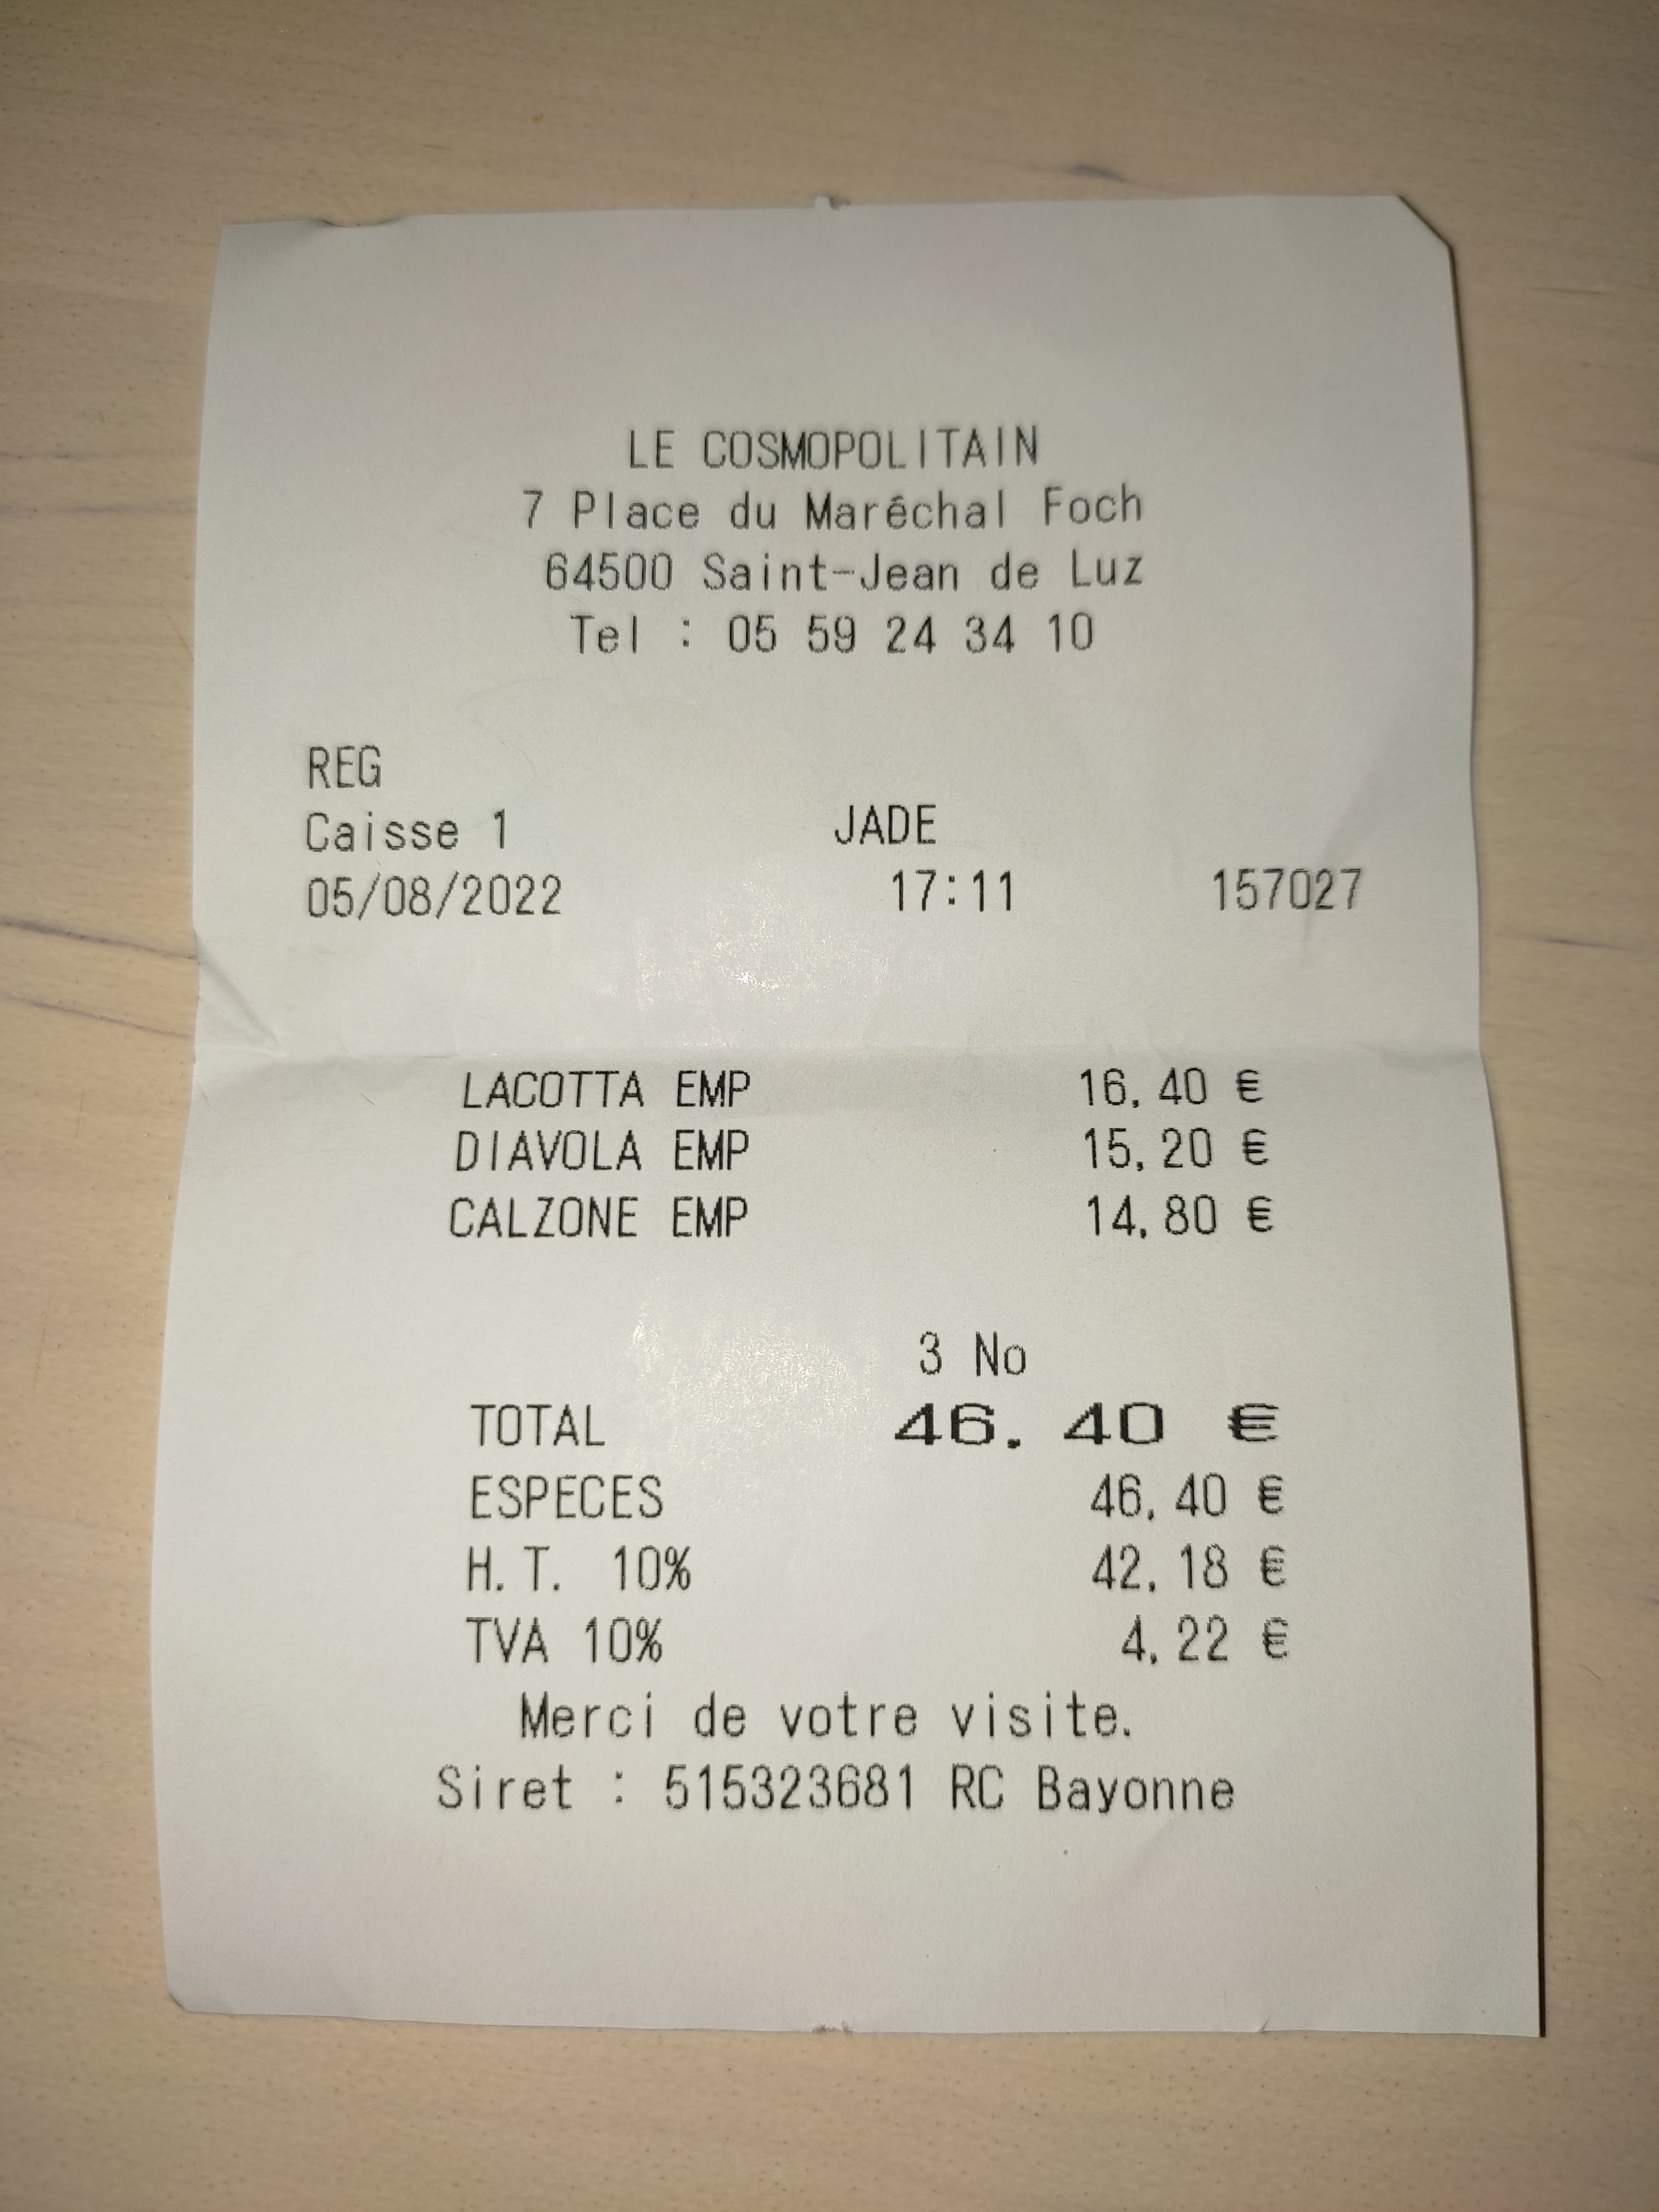 LE COSMOPOLITAIN
7 Place du Maréchal Foch
64500 Saint-Jean de Luz
Tel : 05 59 24 34 10
REG
Caisse 1 JADE
05/08/2022 17:11 157027
LACOTTA EMP 16.40 €
DIAVOLA EMP 15.20 €
CALZONE EMP 14.80 €
3 No
TOTAL 46.40 €
ESPECES 46.40 €
H.T. 10% 42.18 €
TVA 10% 4.22 €
Merci de votre visite.
Siret : 515323681 RC Bayonne